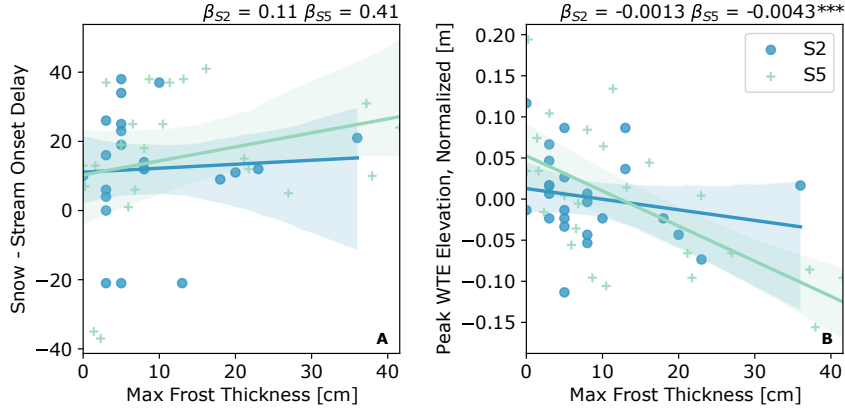 β_S2 = 0.11 β_S5 = 0.41
Snow - Stream Onset Delay
40
20
0
−20
−40
0
10
20
30
40
Max Frost Thickness [cm]
A
β_S2 = -0.0013 β_S5 = -0.0043***
Peak WTE Elevation, Normalized [m]
0.20
0.15
0.10
0.05
0.00
−0.05
−0.10
−0.15
0
10
20
30
40
Max Frost Thickness [cm]
S2
S5
B